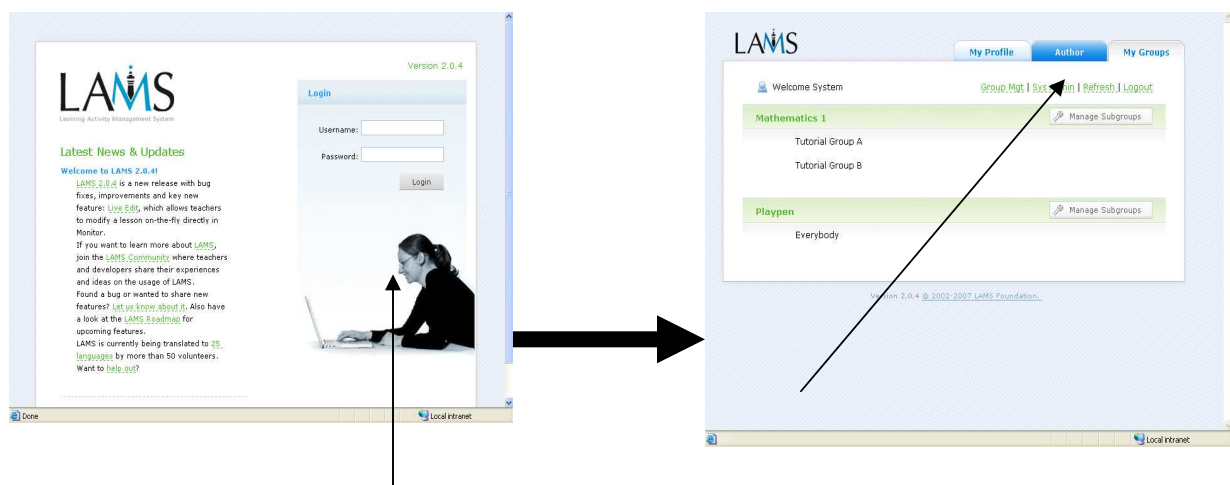 LAMS
Learning Activity Management System
Version 2.0.4
Latest News & Updates
Welcome to LAMS 2.0.4!
LAMS 2.0.4 is a new release with bug
fixes, improvements and key new
feature: Live Edit, which allows teachers
to modify a lesson on-the-fly directly in
Monitor.
If you want to learn more about LAMS,
join the LAMS Community where teachers
and developers share their experiences
and ideas on the usage of LAMS.
Found a bug or wanted to share new
features? Let us know about it. Also have
a look at the LAMS Roadmap for
upcoming features.
LAMS is currently being translated to 25
languages by more than 50 volunteers.
Want to help out?
Login
Username:
Password:
Login
Done
Local intranet
LAMS
My Profile
Author
My Groups
Welcome System
Group Mgt | Sys Admin | Refresh | Logout
Mathematics 1
Manage Subgroups
Tutorial Group A
Tutorial Group B
Playpen
Manage Subgroups
Everybody
Version 2.0.4 © 2002-2007 LAMS Foundation.
Local intranet